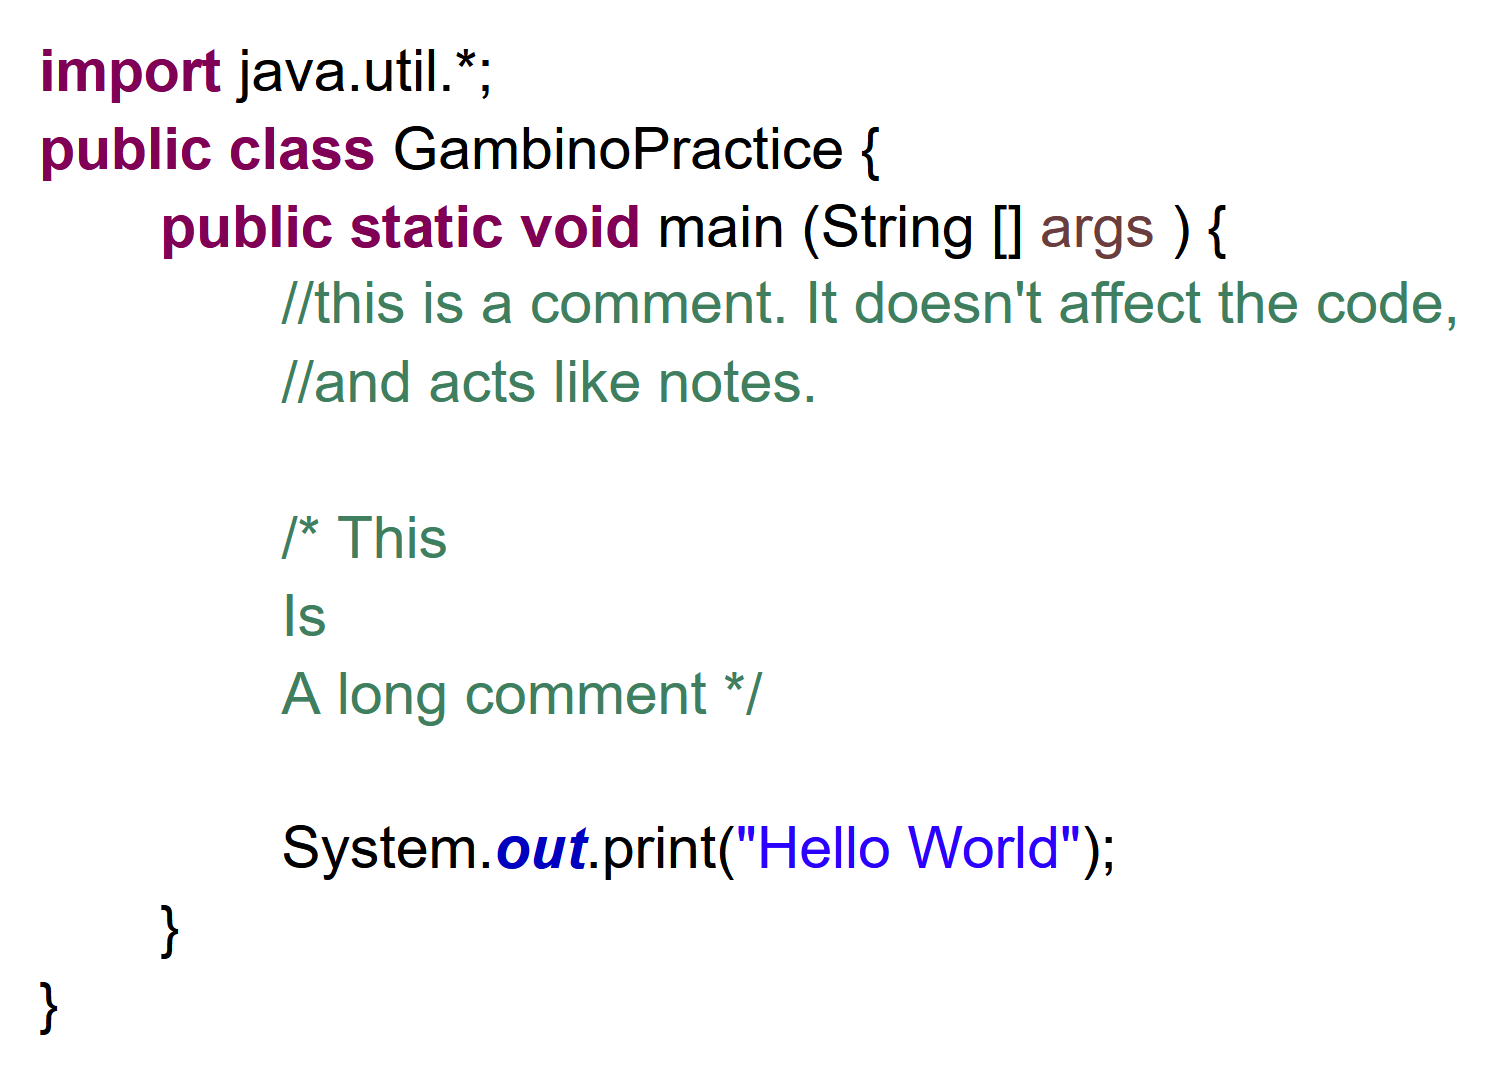 import java.util.*;
public class GambinoPractice {
public static void main (String [] args ) {
//this is a comment. It doesn't affect the code,
//and acts like notes.
/* This
Is
A long comment */
System.out.print("Hello World");
}
}